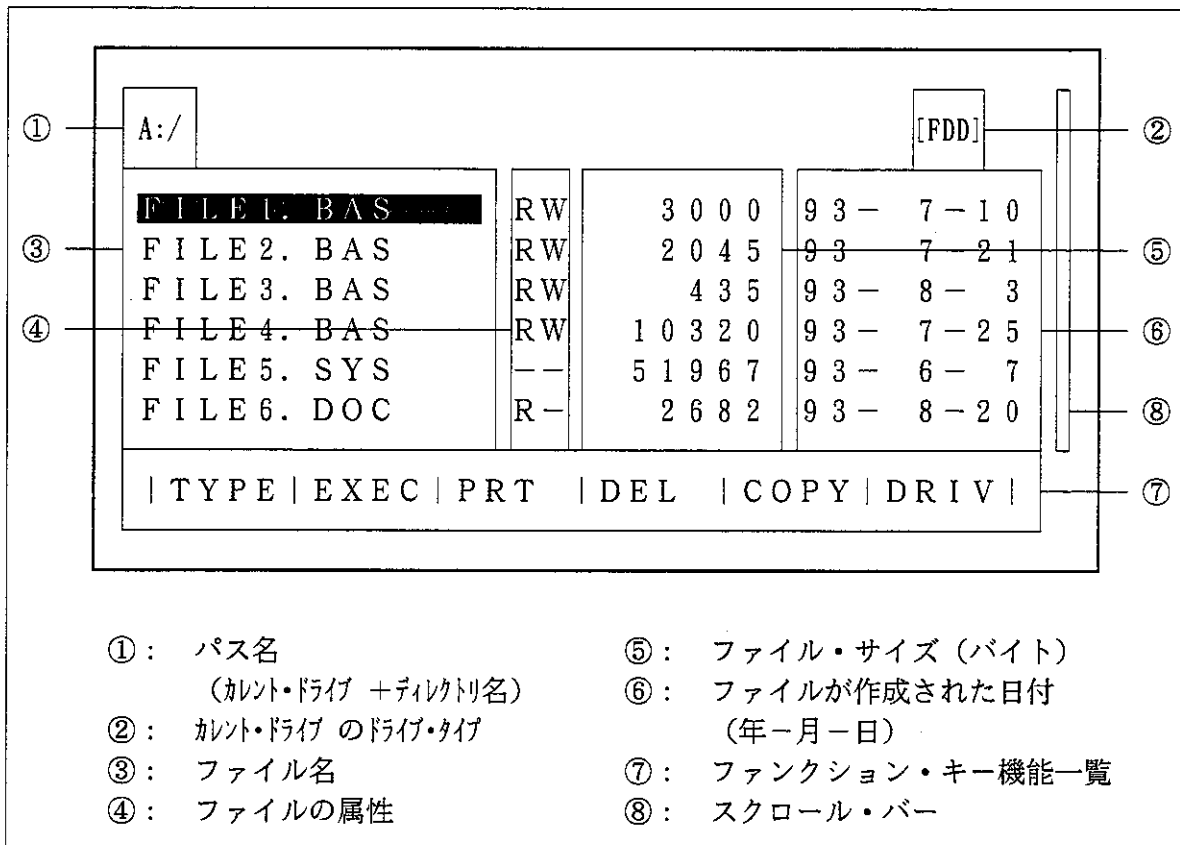 ① A:/ [FDD] ②
FILE1. BAS RW 3000 93- 7-10
③ FILE2. BAS RW 2045 93- 7-21 ⑤
FILE3. BAS RW 435 93- 8- 3
④ FILE4. BAS RW 10320 93- 7-25 ⑥
FILE5. SYS -- 51967 93- 6- 7
FILE6. DOC R- 2682 93- 8-20 ⑧
|TYPE|EXEC|PRT |DEL |COPY|DRIV| ⑦
①: パス名
(カレント・ドライブ +ディレクトリ名)
②: カレント・ドライブ のドライブ・タイプ
③: ファイル名
④: ファイルの属性
⑤: ファイル・サイズ(バイト)
⑥: ファイルが作成された日付
(年-月-日)
⑦: ファンクション・キー機能一覧
⑧: スクロール・バー